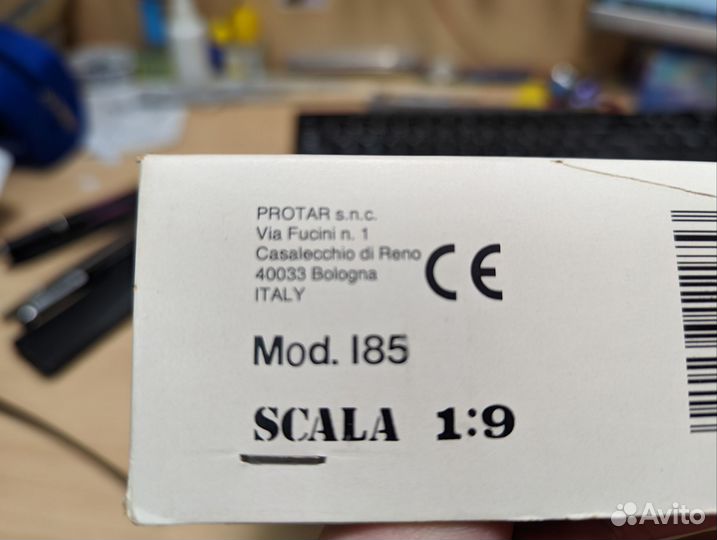 PROTAR s.n.c.
Via Fucini n. 1
Casalecchio di Reno
40033 Bologna
ITALY
CE
Mod. 185
SCALA 1:9
Avito